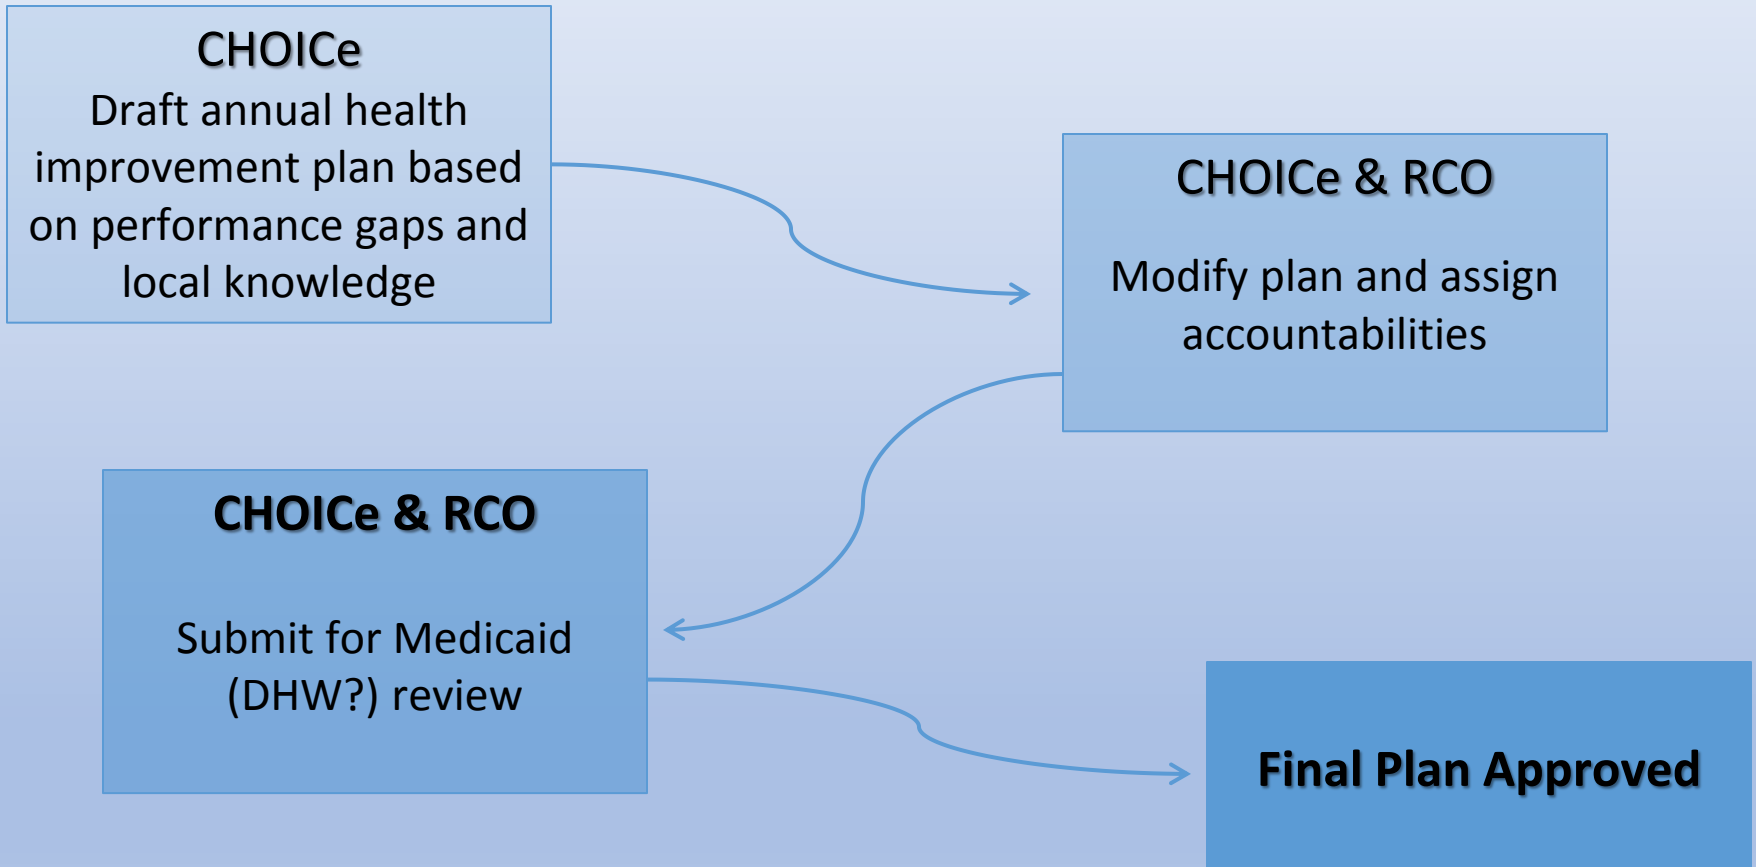 CHOICe
Draft annual health
improvement plan based
on performance gaps and
local knowledge
CHOICe & RCO
Modify plan and assign
accountabilities
CHOICe & RCO
Submit for Medicaid
(DHW?) review
Final Plan Approved